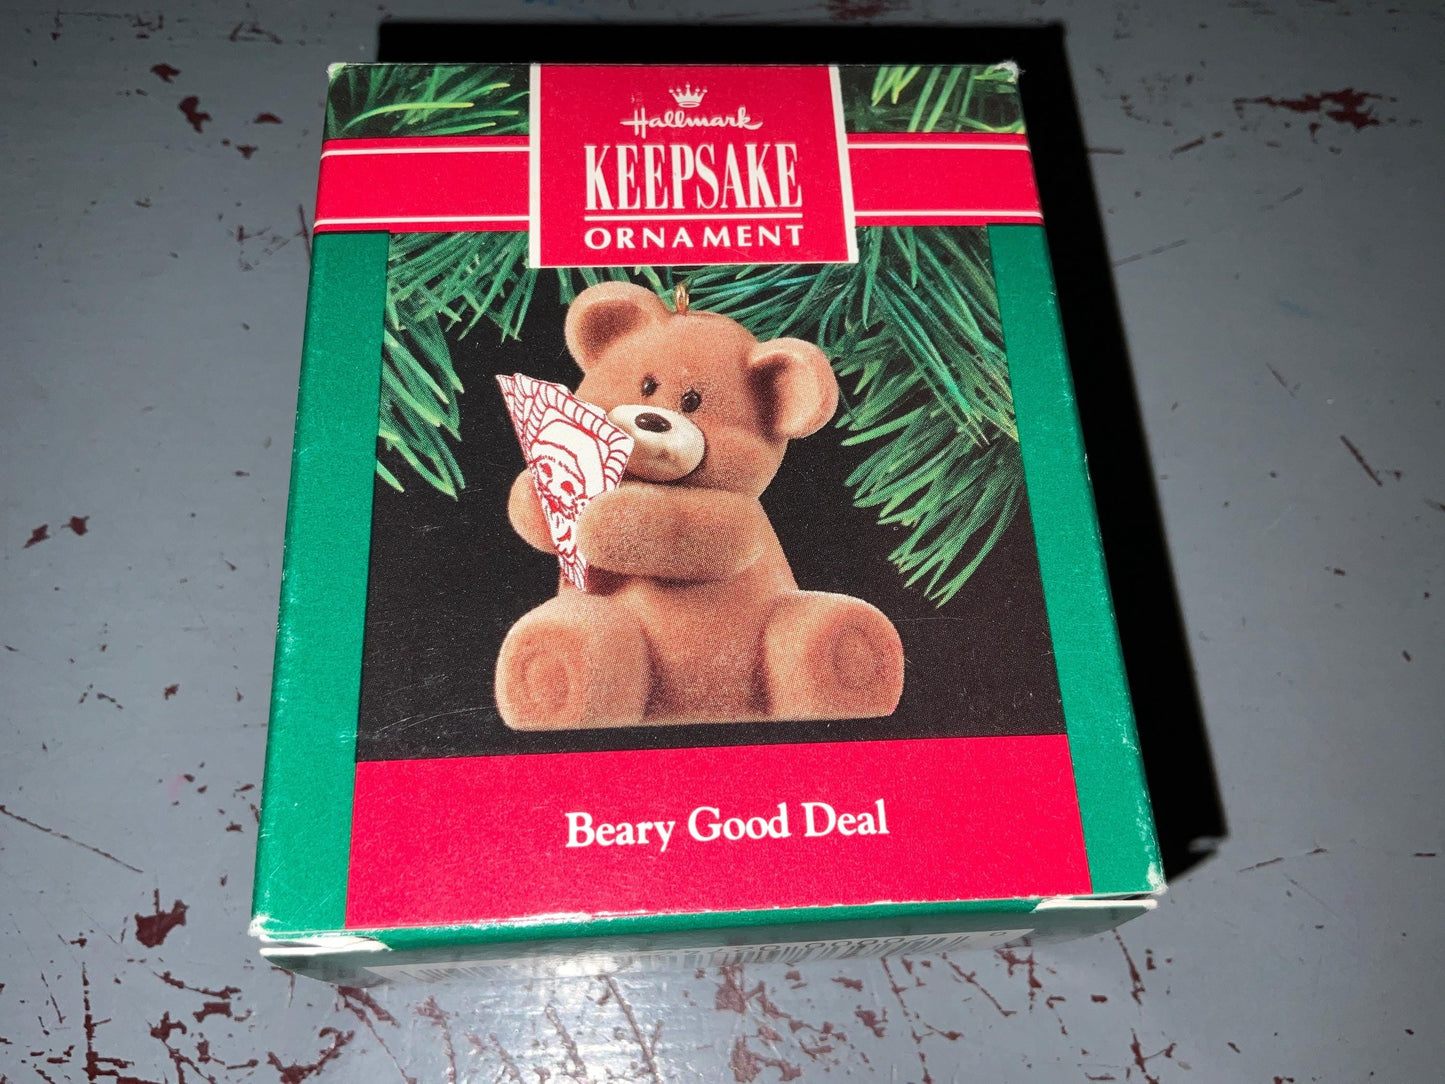 Hallmark
KEEPSAKE
ORNAMENT
Beary Good Deal